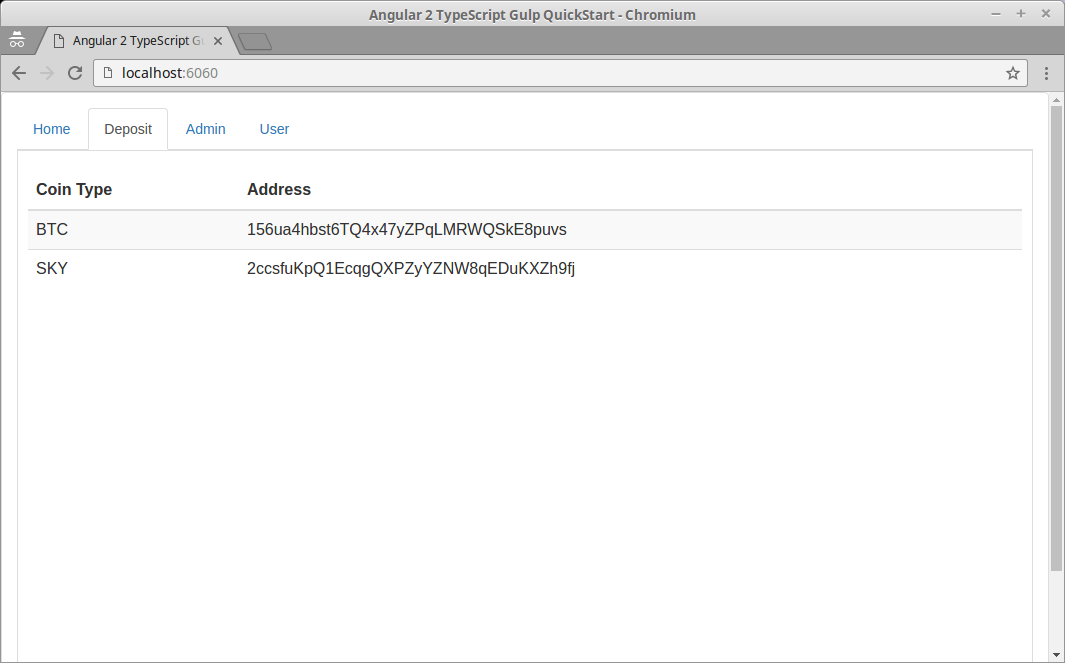 Angular 2 TypeScript Gulp QuickStart - Chromium
Angular 2 TypeScript Gu
localhost:6060
Home Deposit Admin User
Coin Type Address
BTC 156ua4hbst6TQ4x47yZPqLMRWQSkE8puvs
SKY 2ccsfuKpQ1EcqgQXPZyYZNW8qEDuKXZh9fj